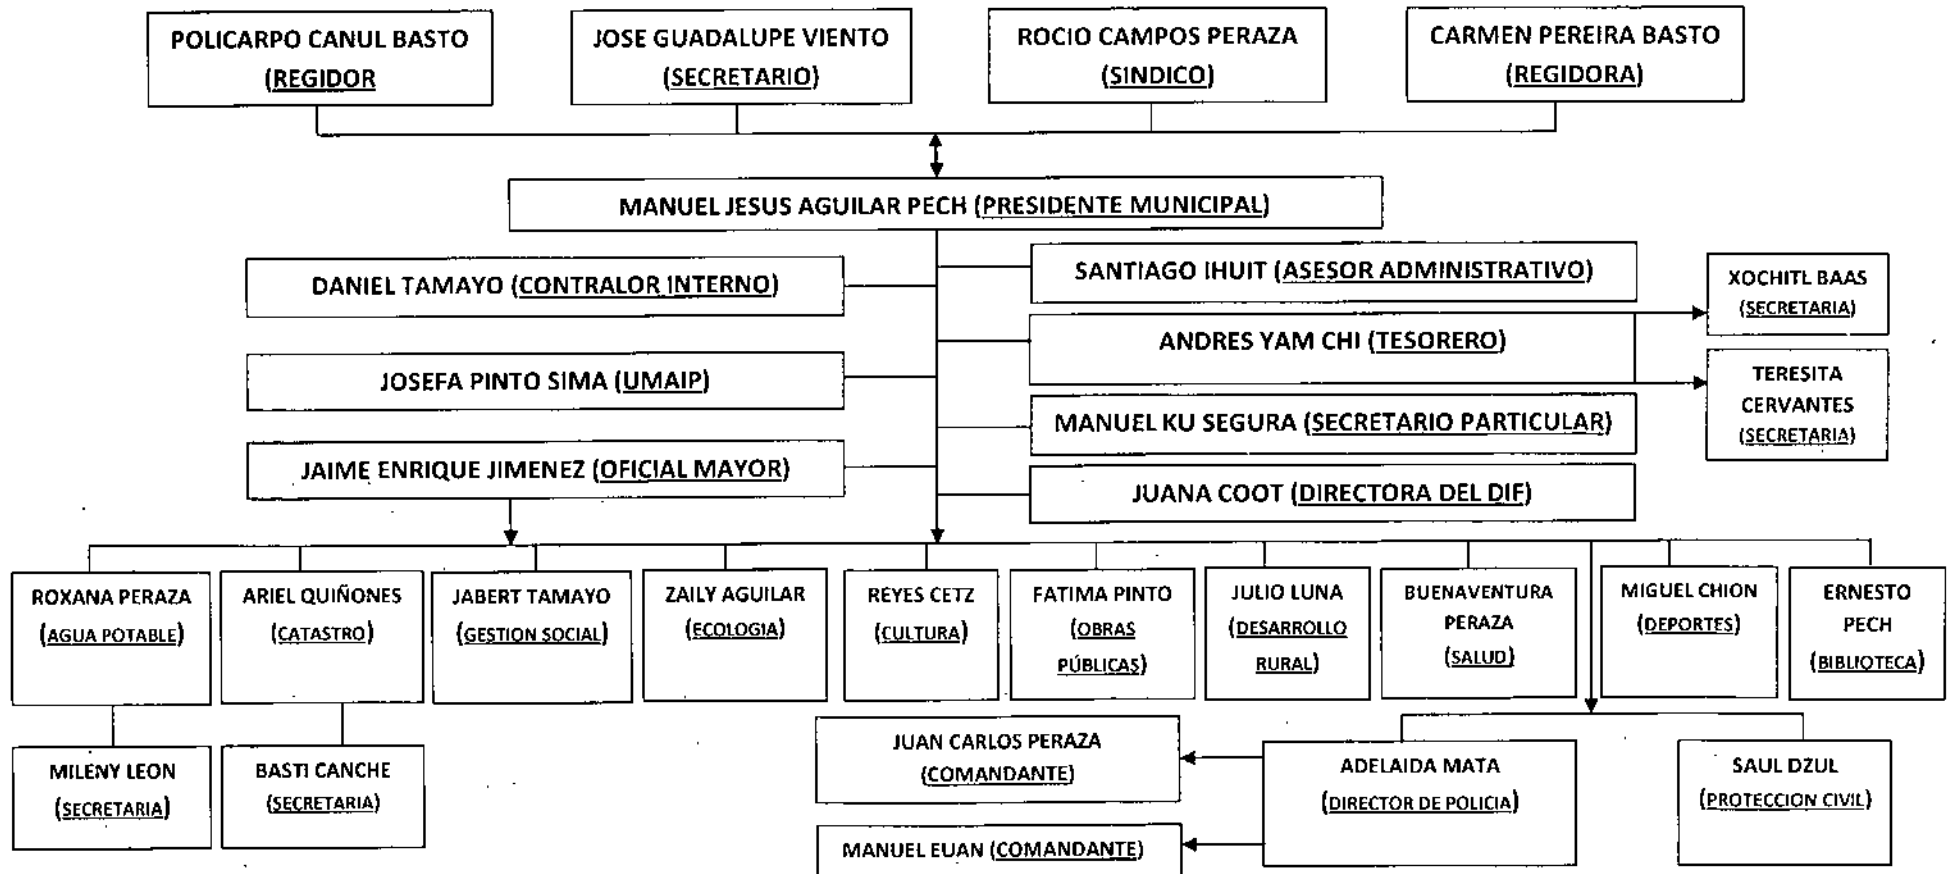 POLICARPO CANUL BASTO
(REGIDOR
JOSE GUADALUPE VIENTO
(SECRETARIO)
ROCIO CAMPOS PERAZA
(SINDICO)
CARMEN PEREIRA BASTO
(REGIDORA)
MANUEL JESUS AGUILAR PECH (PRESIDENTE MUNICIPAL)
DANIEL TAMAYO (CONTRALOR INTERNO)
SANTIAGO IHUIT (ASESOR ADMINISTRATIVO)
XOCHITL BAAS
(SECRETARIA)
ANDRES YAM CHI (TESORERO)
JOSEFA PINTO SIMA (UMAIP)
TERESITA
CERVANTES
(SECRETARIA)
MANUEL KU SEGURA (SECRETARIO PARTICULAR)
JAIME ENRIQUE JIMENEZ (OFICIAL MAYOR)
JUANA COOT (DIRECTORA DEL DIF)
ROXANA PERAZA
(AGUA POTABLE)
ARIEL QUIÑONES
(CATASTRO)
JABERT TAMAYO
(GESTION SOCIAL)
ZAILY AGUILAR
(ECOLOGIA)
REYES CETZ
(CULTURA)
FATIMA PINTO
(OBRAS
PÚBLICAS)
JULIO LUNA
(DESARROLLO
RURAL)
BUENAVENTURA
PERAZA
(SALUD)
MIGUEL CHION
(DEPORTES)
ERNESTO
PECH
(BIBLIOTECA)
MILENY LEON
(SECRETARIA)
BASTI CANCHE
(SECRETARIA)
JUAN CARLOS PERAZA
(COMANDANTE)
ADELAIDA MATA
(DIRECTOR DE POLICIA)
SAUL DZUL
(PROTECCION CIVIL)
MANUEL EUAN (COMANDANTE)